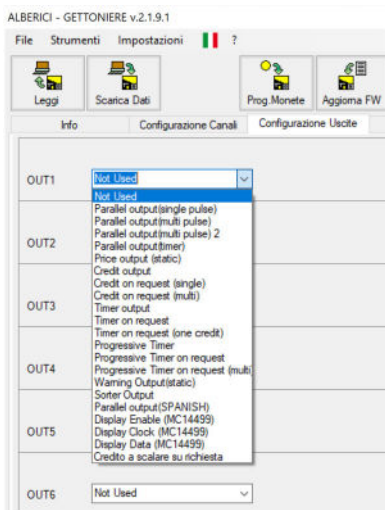 ALBERICI - GETTONIERE v.2.1.9.1
File Strumenti Impostazioni ?
Leggi Scarica Dati Prog.Monete Aggiorna FW
Info Configurazione Canali Configurazione Uscite
OUT1 Not Used
Not Used
Parallel output(single pulse)
Parallel output(multi pulse)
Parallel output(multi pulse) 2
Parallel output(timer)
Price output (static)
Credit output
Credit on request (single)
Credit on request (multi)
Timer output
Timer on request
Timer on request (one credit)
Progressive Timer
Progressive Timer on request
Progressive Timer on request (multi
Warning Output(static)
Sorter Output
Parallel output(SPANISH)
Display Enable (MC14499)
Display Clock (MC14499)
Display Data (MC14499)
Credito a scalare su richiesta
OUT2
OUT3
OUT4
OUT5
OUT6 Not Used